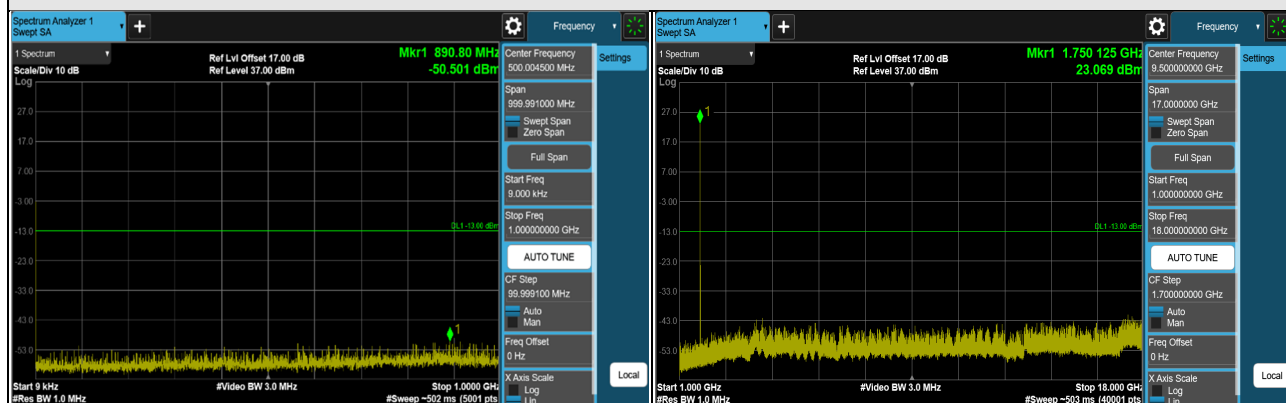 Spectrum Analyzer 1
Swept SA
+
Frequency
1 Spectrum
Scale/Div 10 dB
Log
Ref Lvl Offset 17.00 dB
Ref Level 37.00 dBm
Mkr1 890.80 MHz
-50.501 dBm
27.0
17.0
7.00
-3.00
-13.0
-23.0
-33.0
-43.0
-53.0
DL1 -13.00 dBm
1
Start 9 kHz
#Res BW 1.0 MHz
#Video BW 3.0 MHz
Stop 1.0000 GHz
#Sweep ~502 ms (5001 pts
Center Frequency
500.004500 MHz
Span
999.991000 MHz
Swept Span
Zero Span
Full Span
Start Freq
9.000 kHz
Stop Freq
1.000000000 GHz
AUTO TUNE
CF Step
99.999100 MHz
Auto
Man
Freq Offset
0 Hz
X Axis Scale
Log
Lin
Settings
Local
Spectrum Analyzer 1
Swept SA
+
Frequency
1 Spectrum
Scale/Div 10 dB
Log
Ref Lvl Offset 17.00 dB
Ref Level 37.00 dBm
Mkr1 1.750 125 GHz
23.069 dBm
27.0
17.0
7.00
-3.00
-13.0
-23.0
-33.0
-43.0
-53.0
DL1 -13.00 dBm
1
Start 1.000 GHz
#Res BW 1.0 MHz
#Video BW 3.0 MHz
Stop 18.000 GHz
#Sweep ~503 ms (40001 pts
Center Frequency
9.500000000 GHz
Span
17.0000000 GHz
Swept Span
Zero Span
Full Span
Start Freq
1.000000000 GHz
Stop Freq
18.000000000 GHz
AUTO TUNE
CF Step
1.700000000 GHz
Auto
Man
Freq Offset
0 Hz
X Axis Scale
Log
Lin
Settings
Local